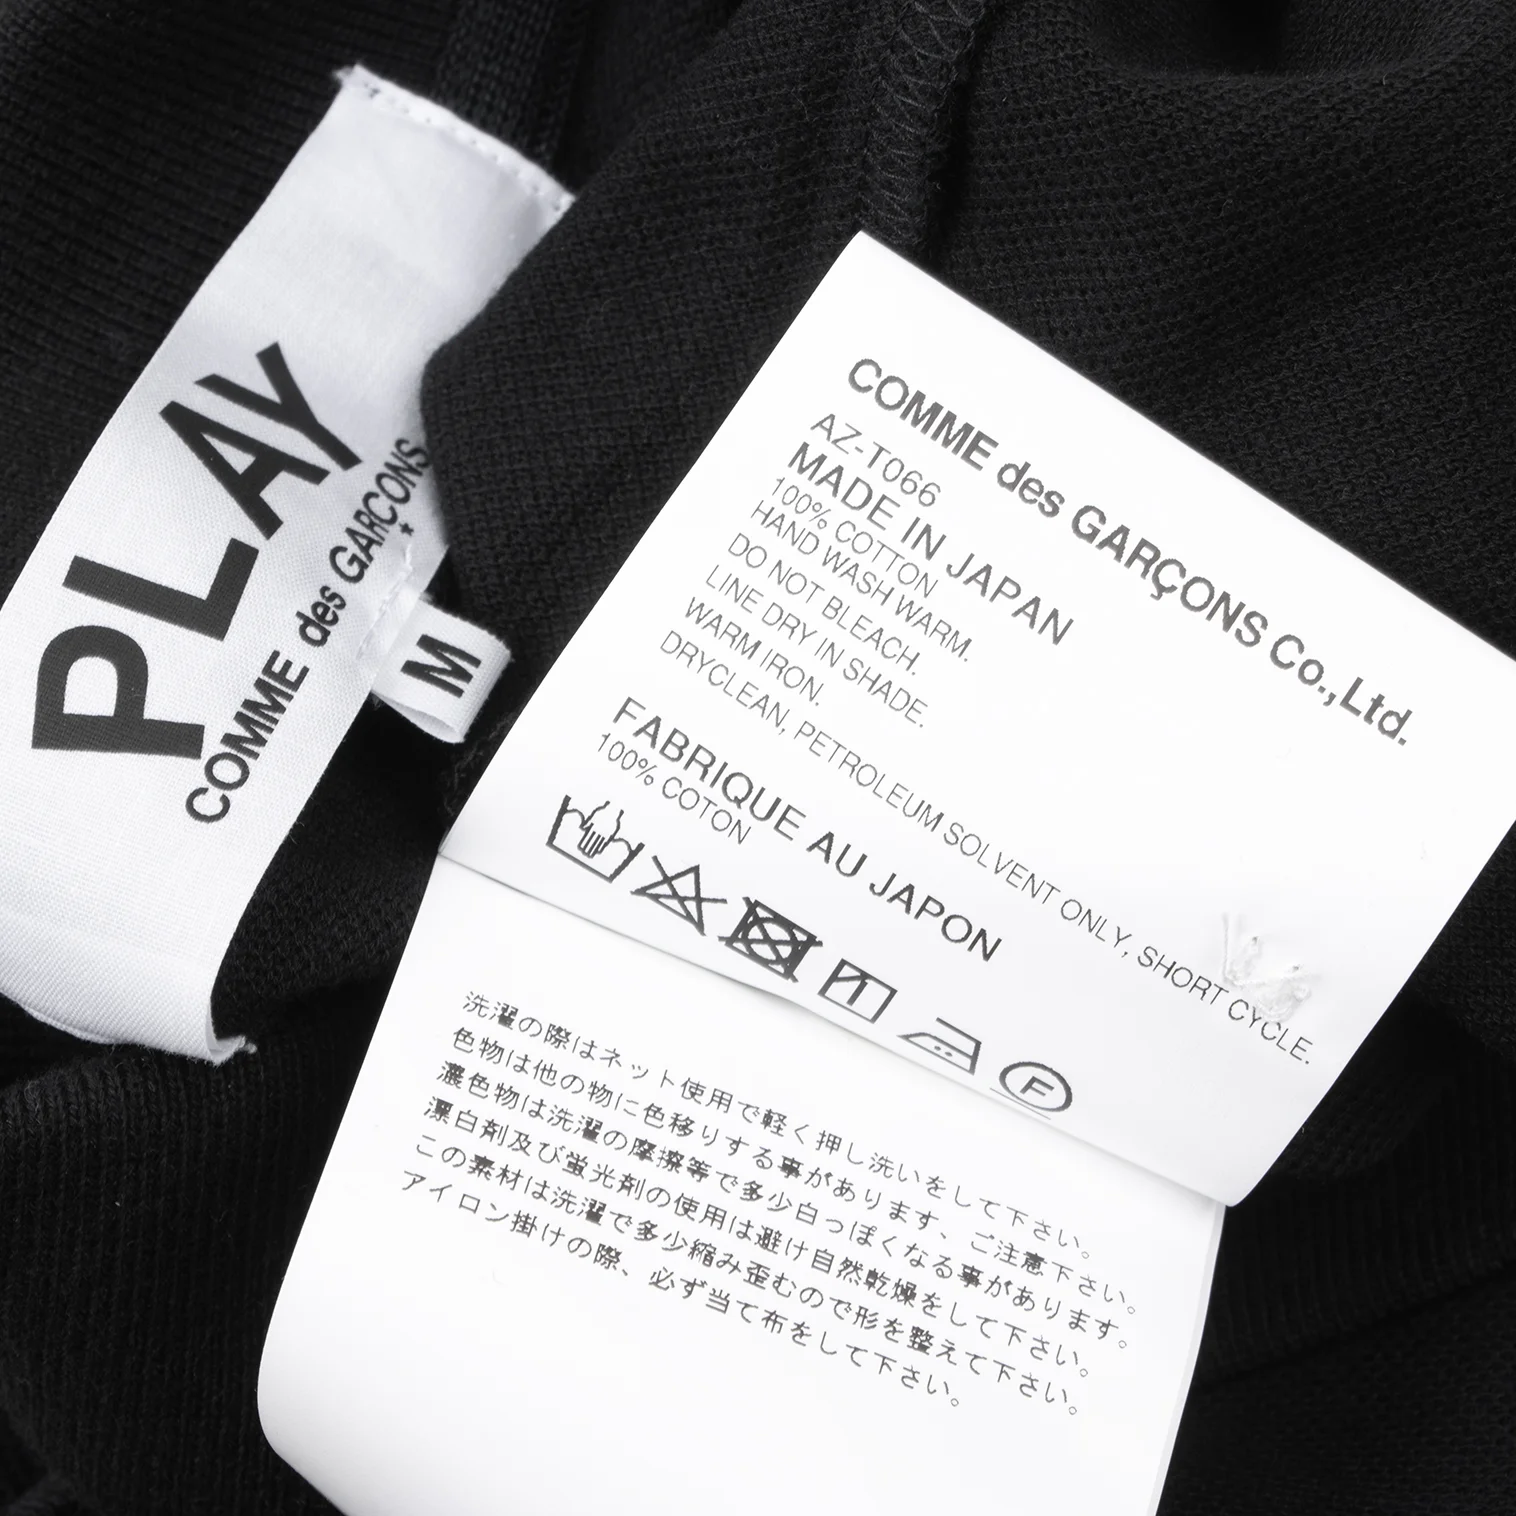 PLAY
COMME des GARÇONS
M
COMME des GARÇONS Co.,Ltd.
AZ-T066
MADE IN JAPAN
100% COTTON
HAND WASH WARM.
DO NOT BLEACH.
LINE DRY IN SHADE.
WARM IRON.
DRYCLEAN, PETROLEUM SOLVENT ONLY, SHORT CYCLE.
FABRIQUE AU JAPON
100% COTON
F
洗濯の際はネット使用で軽く押し洗いをして下さい。
色物は他の物に色移りする事があります、ご注意下さい。
濃色物は洗濯の摩擦等で多少白っぽくなる事があります。
漂白剤及び蛍光剤の使用は避け自然乾燥をして下さい。
この素材は洗濯で多少縮み歪むので形を整えて下さい。
アイロン掛けの際、必ず当て布をして下さい。